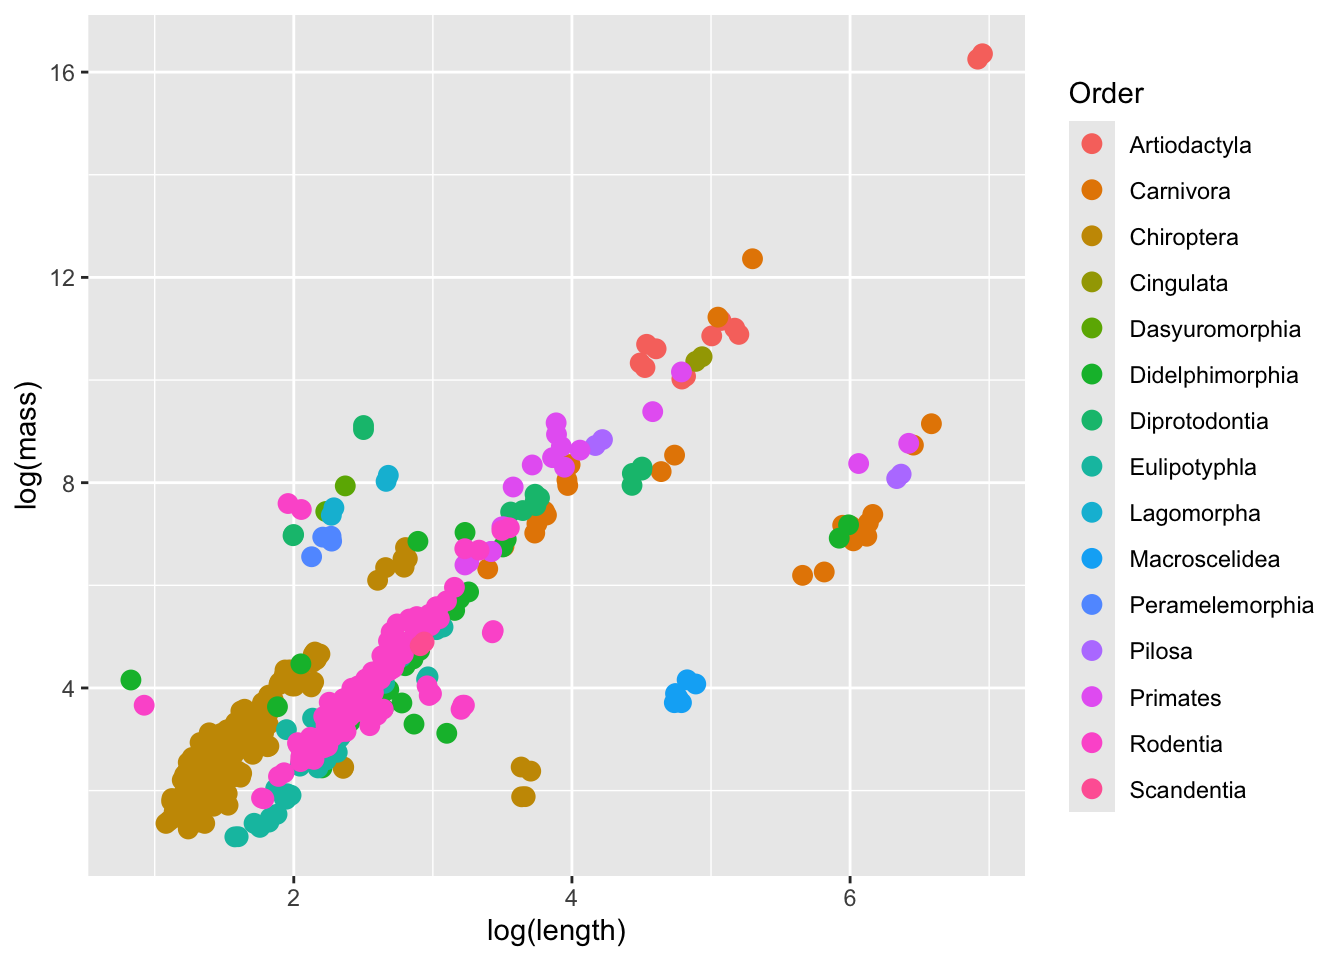 16
12
8
4
log(mass)
2
4
6
log(length)
Order
Artiodactyla
Carnivora
Chiroptera
Cingulata
Dasyuromorphia
Didelphimorphia
Diprotodontia
Eulipotyphla
Lagomorpha
Macroscelidea
Peramelemorphia
Pilosa
Primates
Rodentia
Scandentia